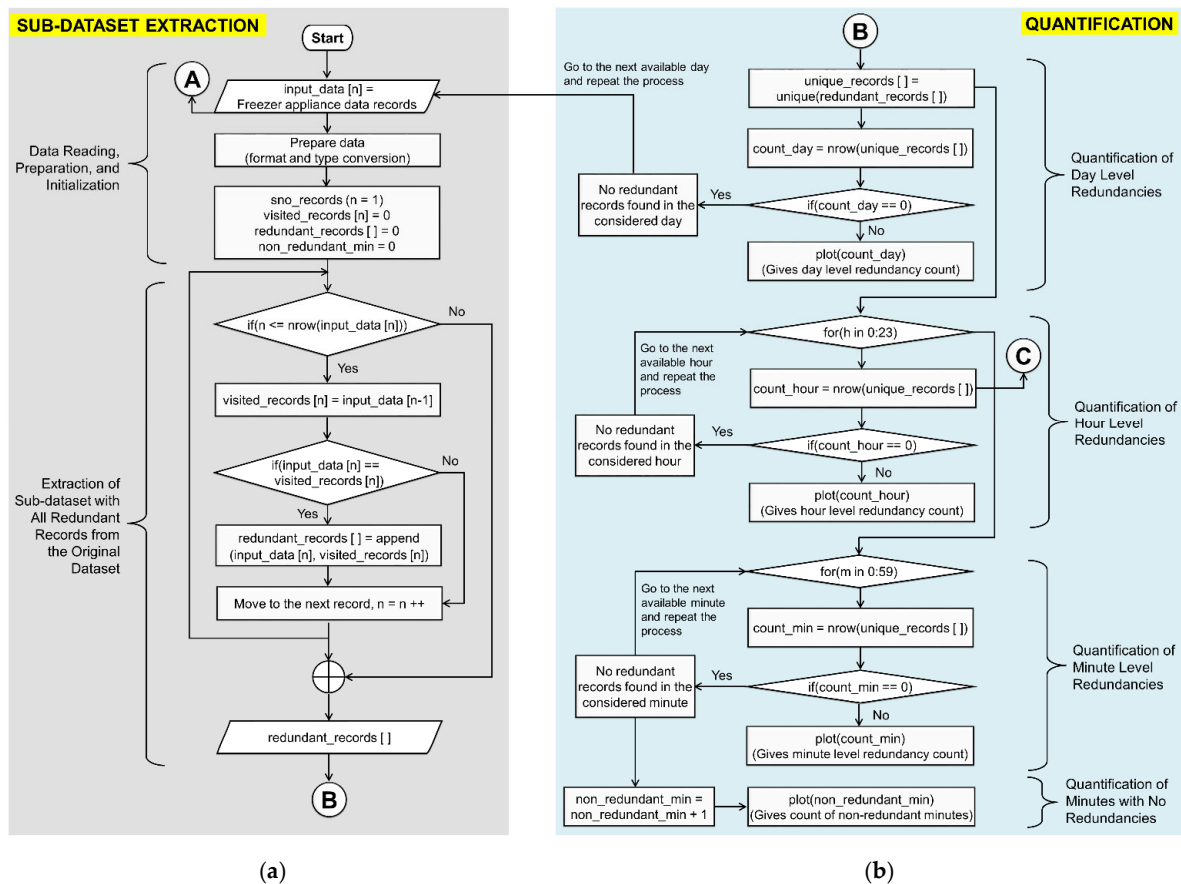 SUB-DATASET EXTRACTION
Start
A
input_data [n] =
Freezer appliance data records
Prepare data
(format and type conversion)
Data Reading,
Preparation, and
Initialization
sno_records (n = 1)
visited_records [n] = 0
redundant_records [ ] = 0
non_redundant_min = 0
if(n <= nrow(input_data [n]))
No
Yes
visited_records [n] = input_data [n-1]
if(input_data [n] ==
visited_records [n])
No
Yes
Extraction of
Sub-dataset with
All Redundant
Records from
the Original
Dataset
redundant_records [ ] = append
(input_data [n], visited_records [n])
Move to the next record, n = n ++
redundant_records [ ]
B
(a)
QUANTIFICATION
B
Go to the next available day
and repeat the process
unique_records [ ] =
unique(redundant_records [ ])
count_day = nrow(unique_records [ ])
Quantification of
Day Level
Redundancies
No redundant
records found in the
considered day
Yes
if(count_day == 0)
No
plot(count_day)
(Gives day level redundancy count)
for(h in 0:23)
Go to the next
available hour
and repeat the
process
C
count_hour = nrow(unique_records [ ])
Quantification of
Hour Level
Redundancies
No redundant
records found in the
considered hour
Yes
if(count_hour == 0)
No
plot(count_hour)
(Gives hour level redundancy count)
for(m in 0:59)
Go to the next
available minute
and repeat the
process
count_min = nrow(unique_records [ ])
Quantification of
Minute Level
Redundancies
No redundant
records found in the
considered minute
Yes
if(count_min == 0)
No
plot(count_min)
(Gives minute level redundancy count)
non_redundant_min =
non_redundant_min + 1
plot(non_redundant_min)
(Gives count of non-redundant minutes)
Quantification of
Minutes with No
Redundancies
(b)